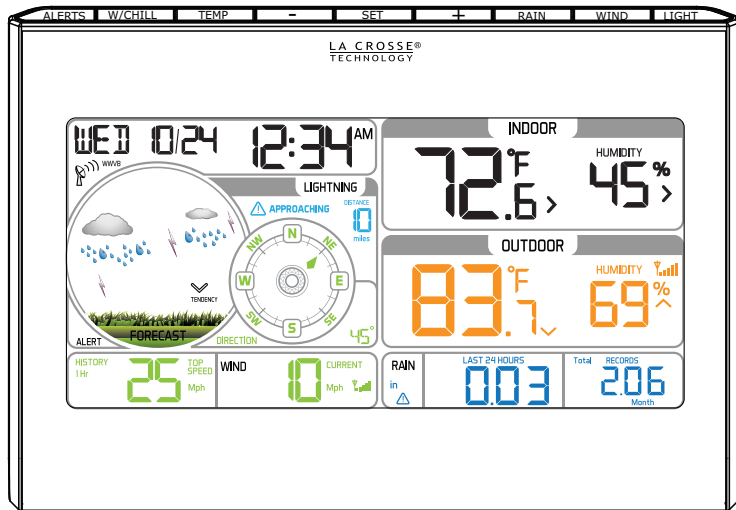 ALERTS W/CHILL TEMP - SET + RAIN WIND LIGHT
LA CROSSE®
TECHNOLOGY
WED 10/24 12:34 AM
WWVB
INDOOR
72.6 °F >
HUMIDITY
45% >
LIGHTNING
APPROACHING
DISTANCE
10
miles
N
NE
E
SE
S
SW
W
NW
DIRECTION
45°
TENDENCY
FORECAST
ALERT
OUTDOOR
83.7 °F
HUMIDITY
69%
HISTORY
1Hr
25
TOP
SPEED
Mph
WIND
10
CURRENT
Mph
RAIN
in
LAST 24 HOURS
0.03
Total RECORDS
2.06
Month